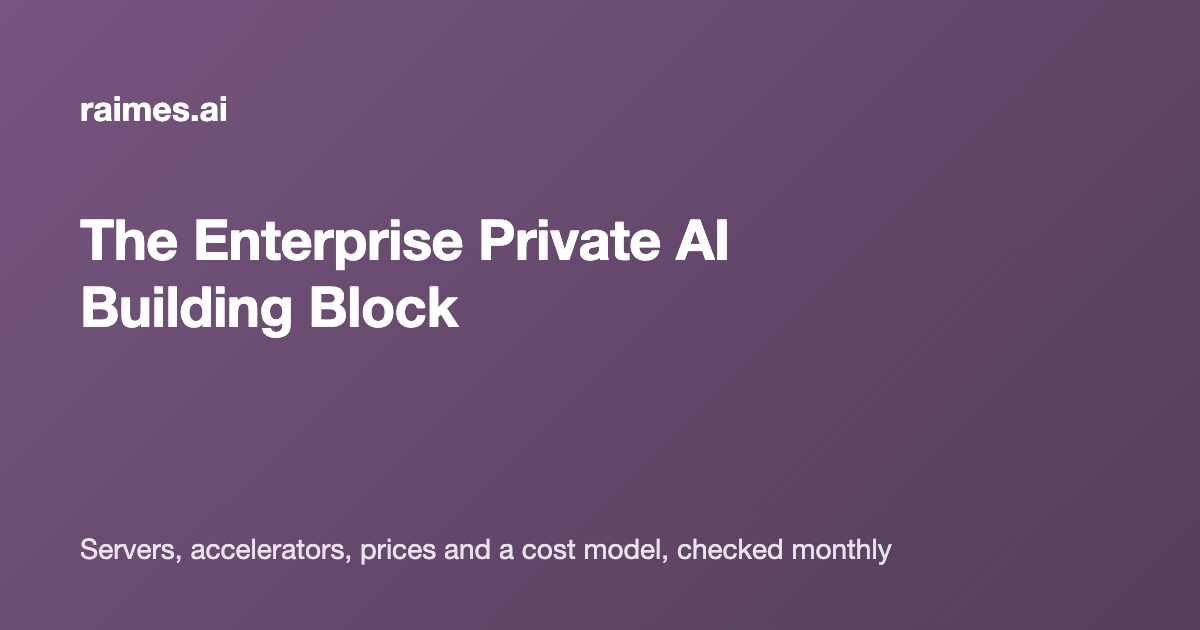 raimes.ai
The Enterprise Private AI
Building Block
Servers, accelerators, prices and a cost model, checked monthly